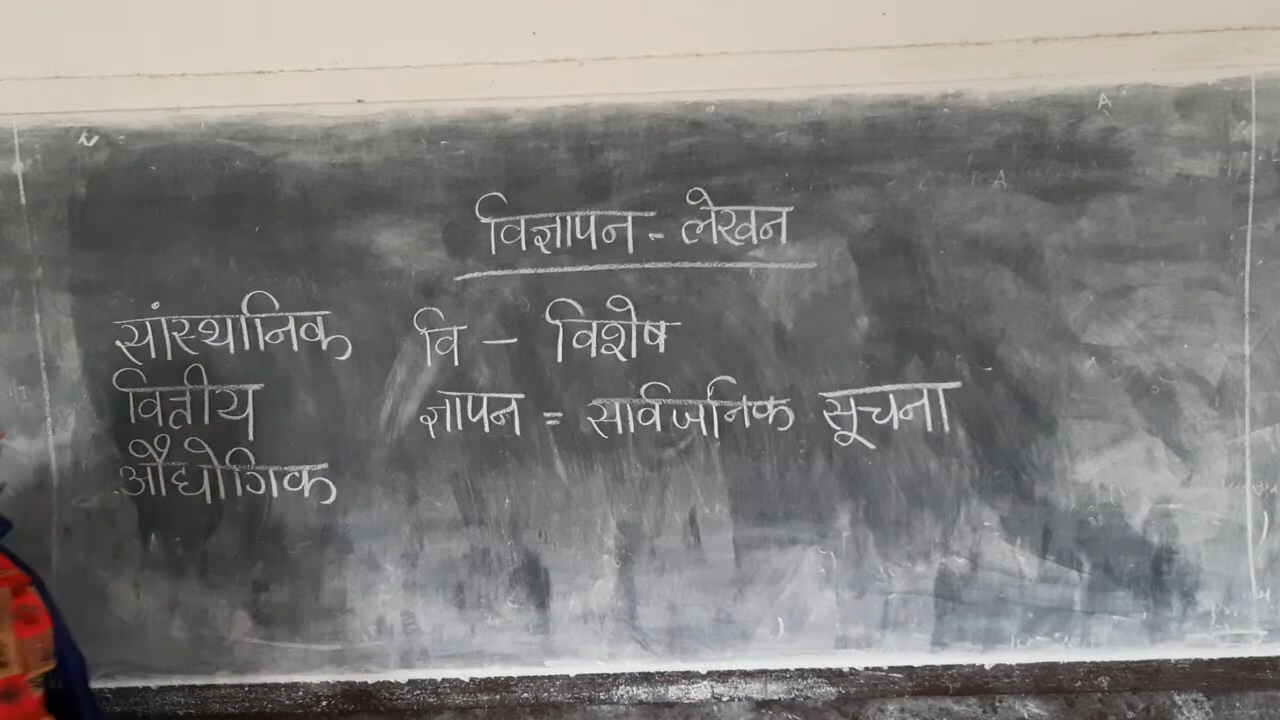 विज्ञापन - लेखन
सांस्थानिक
वित्तीय
औद्योगिक
वि - विशेष
ज्ञापन = सार्वजनिक सूचना